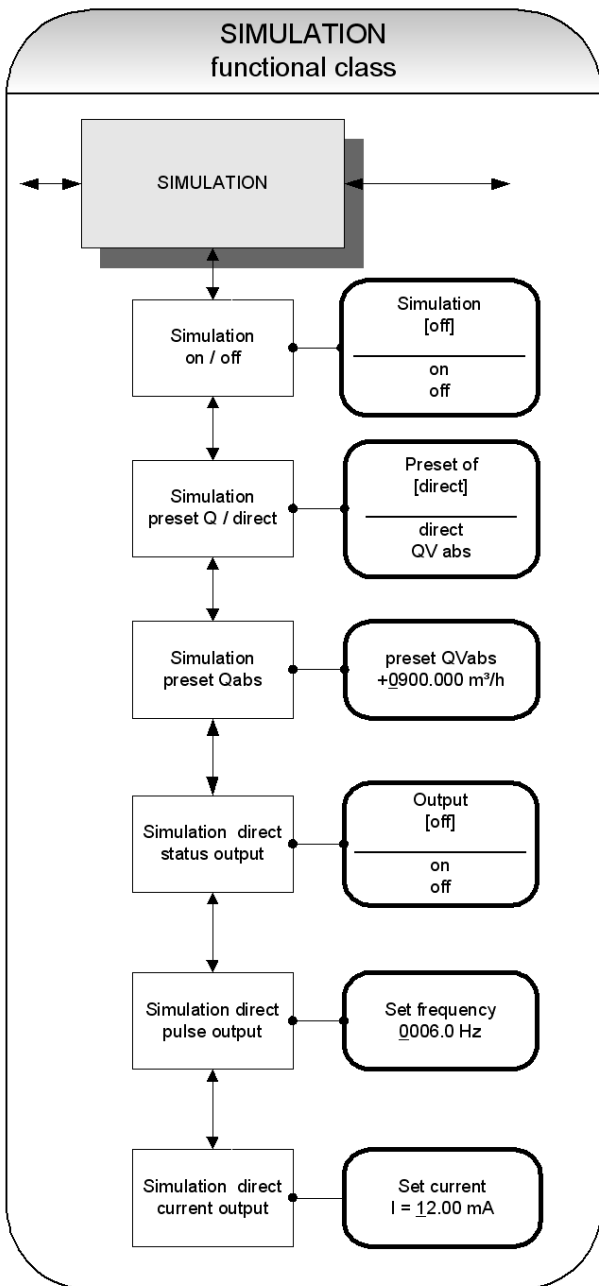 SIMULATION
functional class
SIMULATION
Simulation
on / off
Simulation
[off]
on
off
Simulation
preset Q / direct
Preset of
[direct]
direct
QV abs
Simulation
preset Qabs
preset QVabs
+0900.000 m³/h
Simulation direct
status output
Output
[off]
on
off
Simulation direct
pulse output
Set frequency
0006.0 Hz
Simulation direct
current output
Set current
I = 12.00 mA